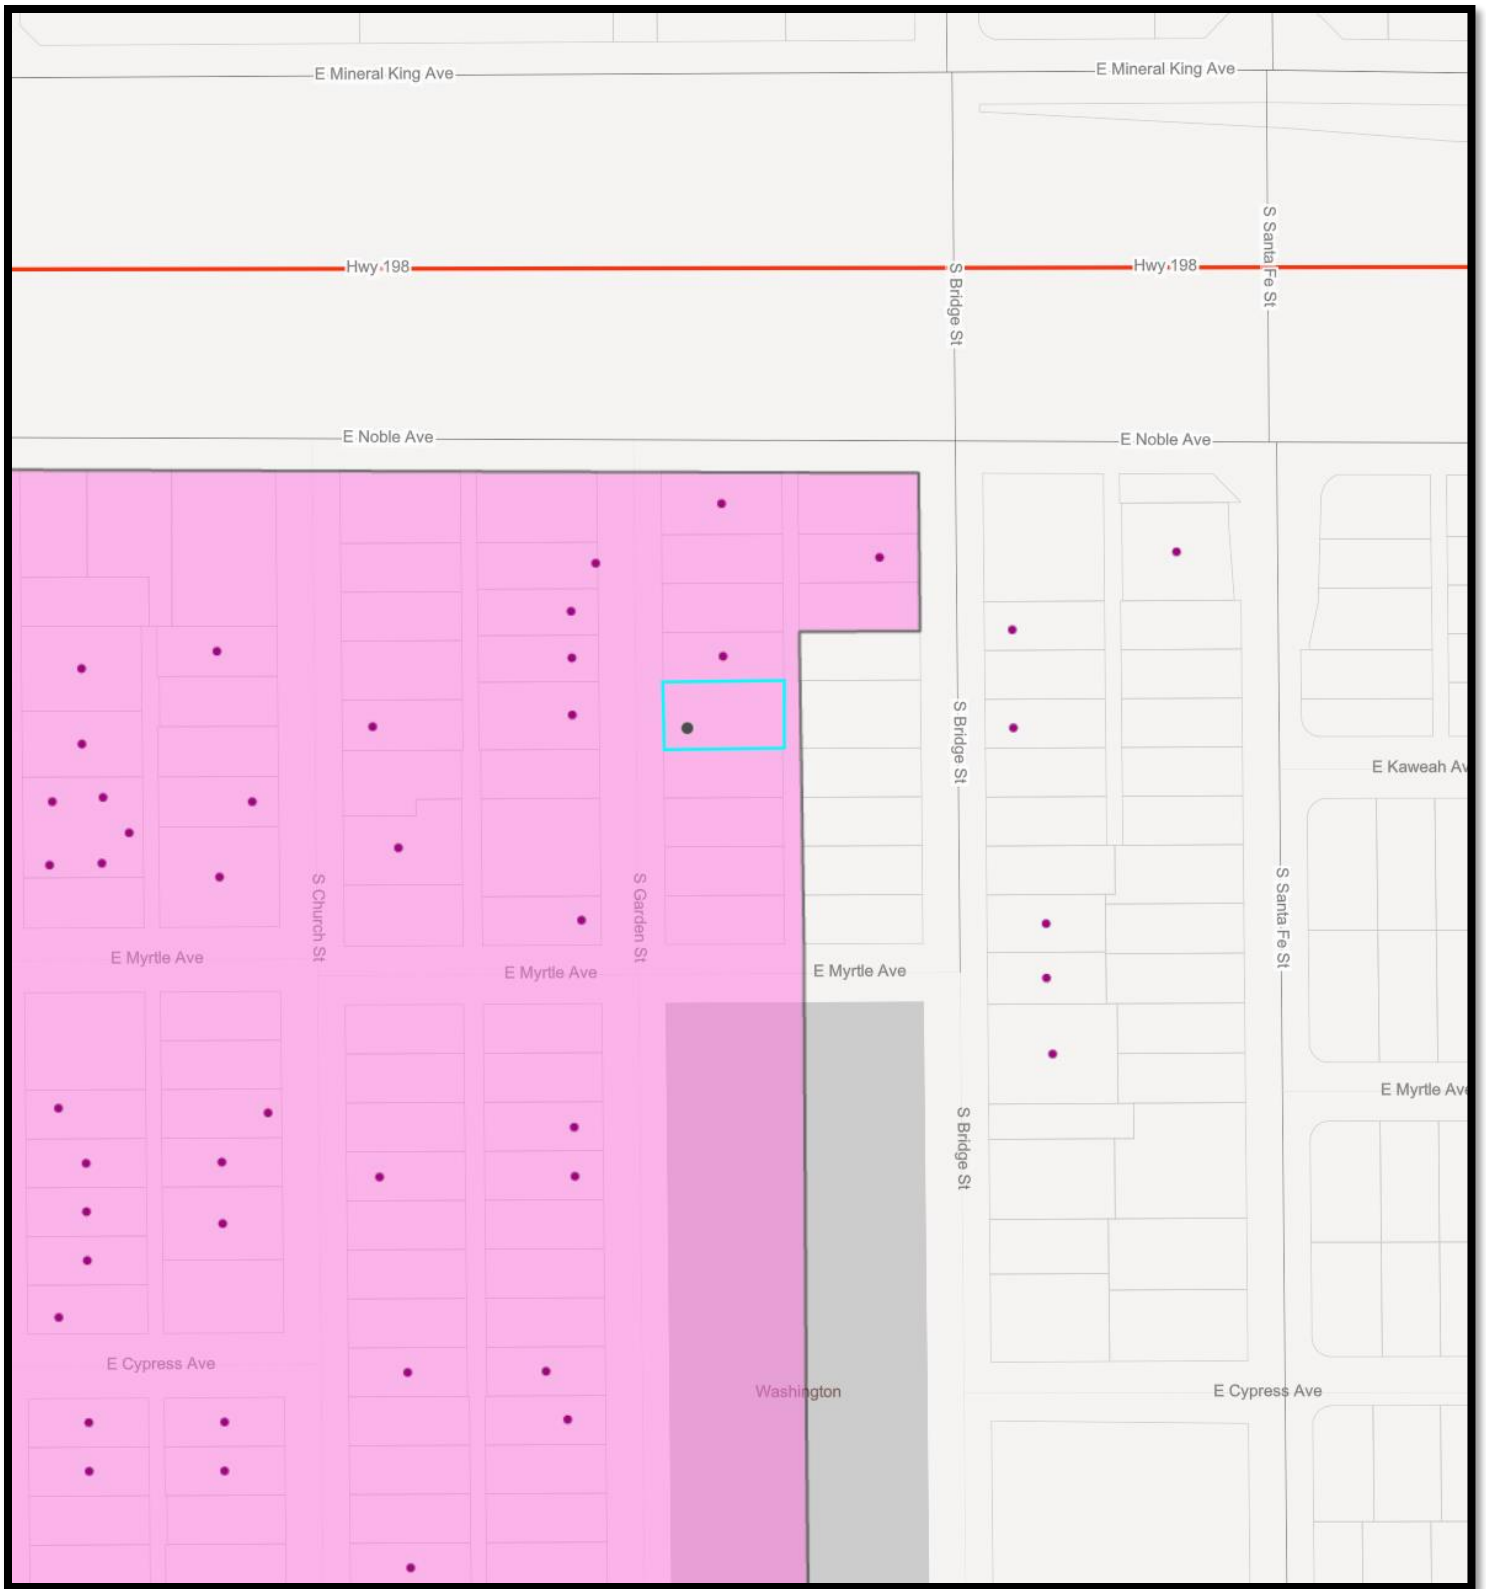 E Mineral King Ave
E Mineral King Ave
S Santa Fe St
Hwy 198
Hwy 198
S Bridge St
E Noble Ave
E Noble Ave
S Bridge St
E Kaweah Av
S Church St
S Garden St
S Santa Fe St
E Myrtle Ave
E Myrtle Ave
E Myrtle Ave
E Myrtle Ave
S Bridge St
E Cypress Ave
Washington
E Cypress Ave